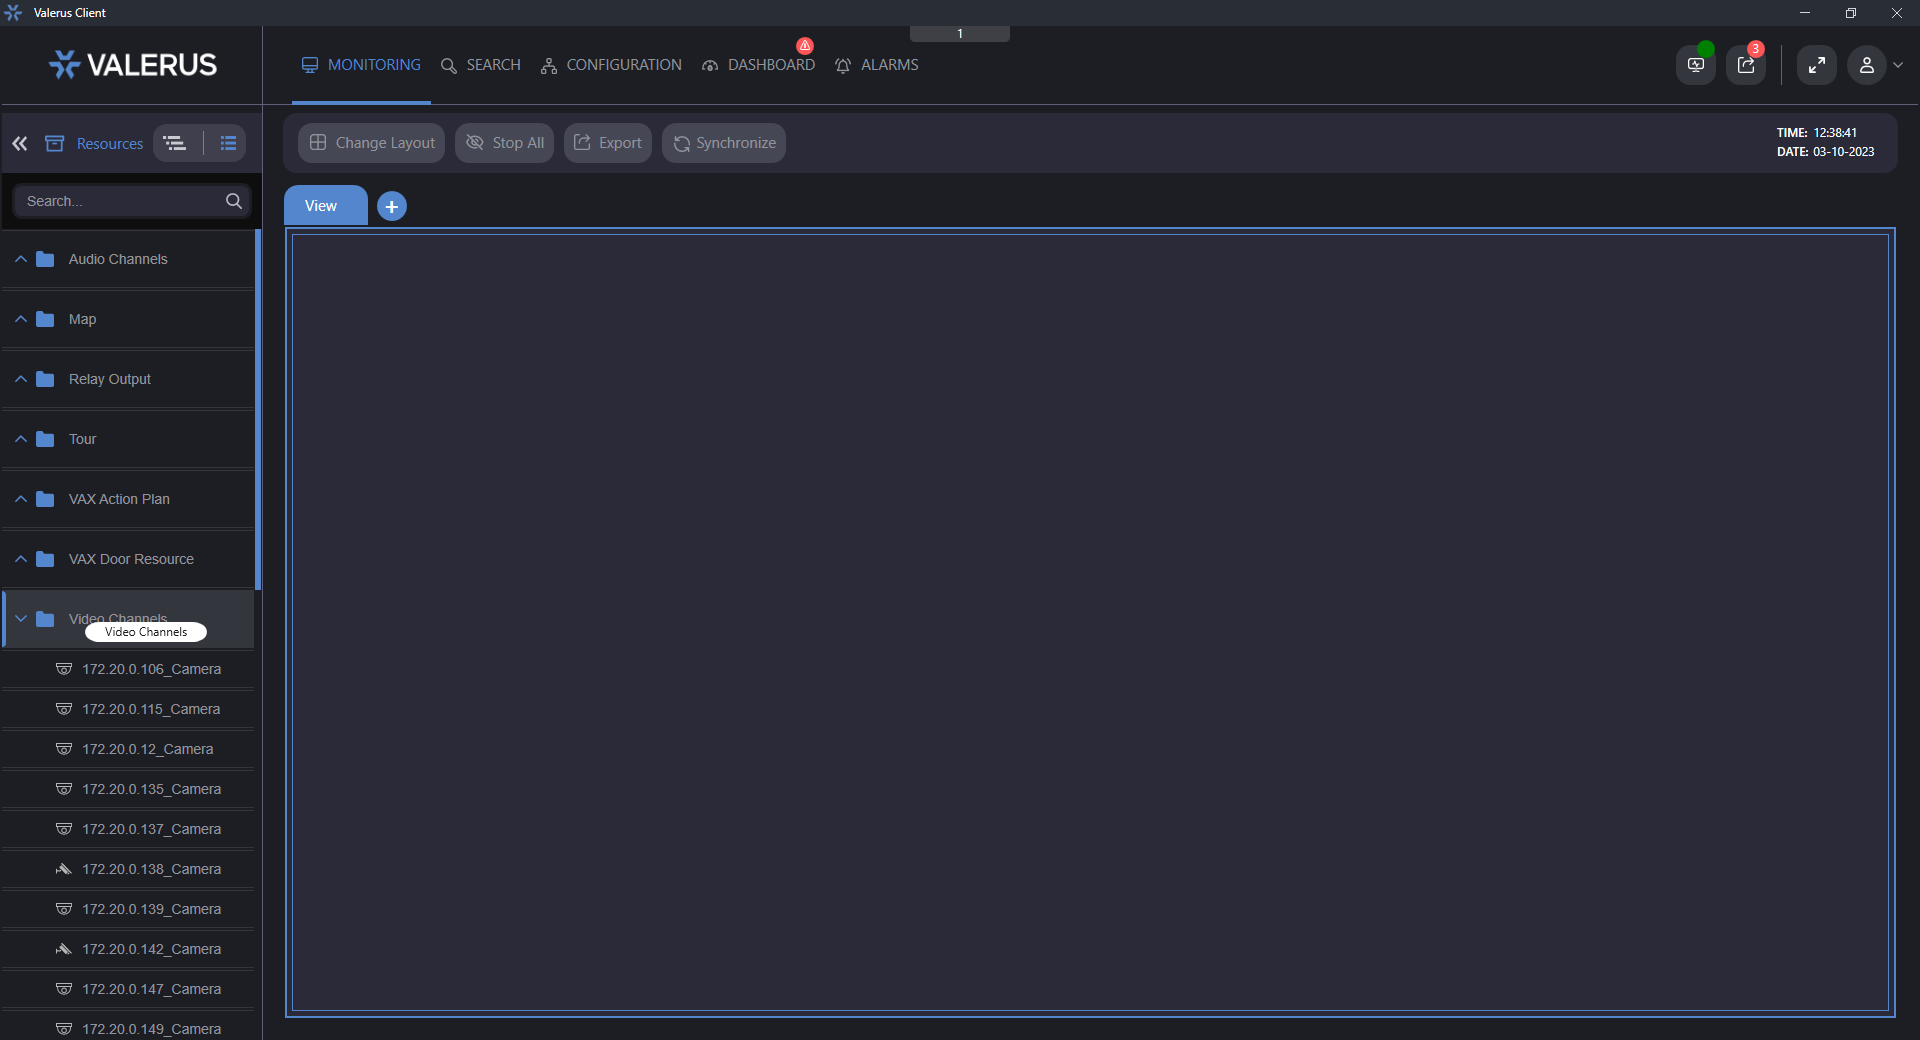 Valerus Client
1
VALERUS
MONITORING
SEARCH
CONFIGURATION
DASHBOARD
ALARMS
3
Resources
Change Layout
Stop All
Export
Synchronize
TIME: 12:38:41
DATE: 03-10-2023
Search...
View
Audio Channels
Map
Relay Output
Tour
VAX Action Plan
VAX Door Resource
Video Channels
Video Channels
172.20.0.106_Camera
172.20.0.115_Camera
172.20.0.12_Camera
172.20.0.135_Camera
172.20.0.137_Camera
172.20.0.138_Camera
172.20.0.139_Camera
172.20.0.142_Camera
172.20.0.147_Camera
172.20.0.149_Camera